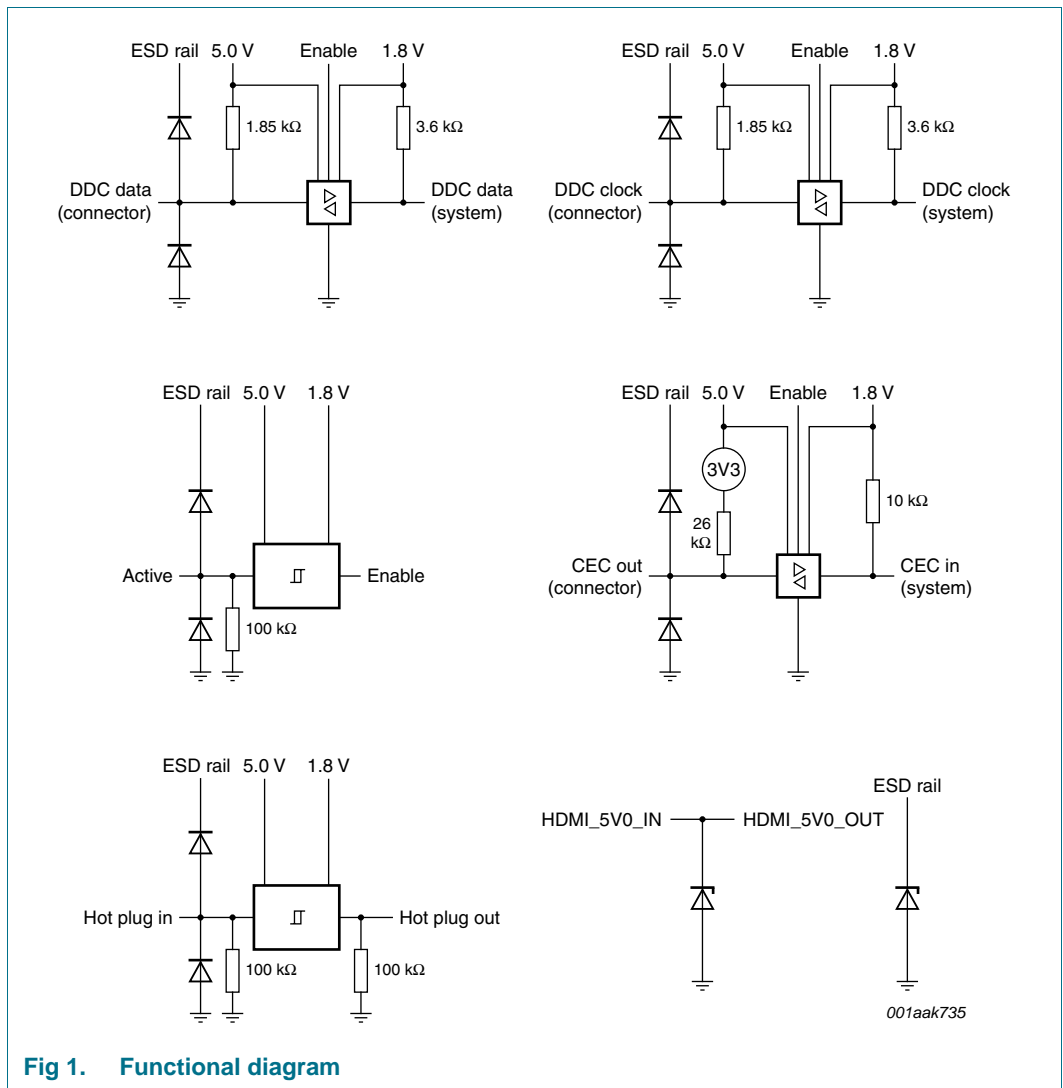 ESD rail 5.0 V Enable 1.8 V
1.85 kΩ 3.6 kΩ
DDC data
(connector)
DDC data
(system)
ESD rail 5.0 V Enable 1.8 V
1.85 kΩ 3.6 kΩ
DDC clock
(connector)
DDC clock
(system)
ESD rail 5.0 V 1.8 V
Active Enable
100 kΩ
ESD rail 5.0 V Enable 1.8 V
3V3
10 kΩ
26
kΩ
CEC out
(connector)
CEC in
(system)
ESD rail 5.0 V 1.8 V
Hot plug in Hot plug out
100 kΩ 100 kΩ
ESD rail
HDMI_5V0_IN HDMI_5V0_OUT
001aak735
Fig 1. Functional diagram